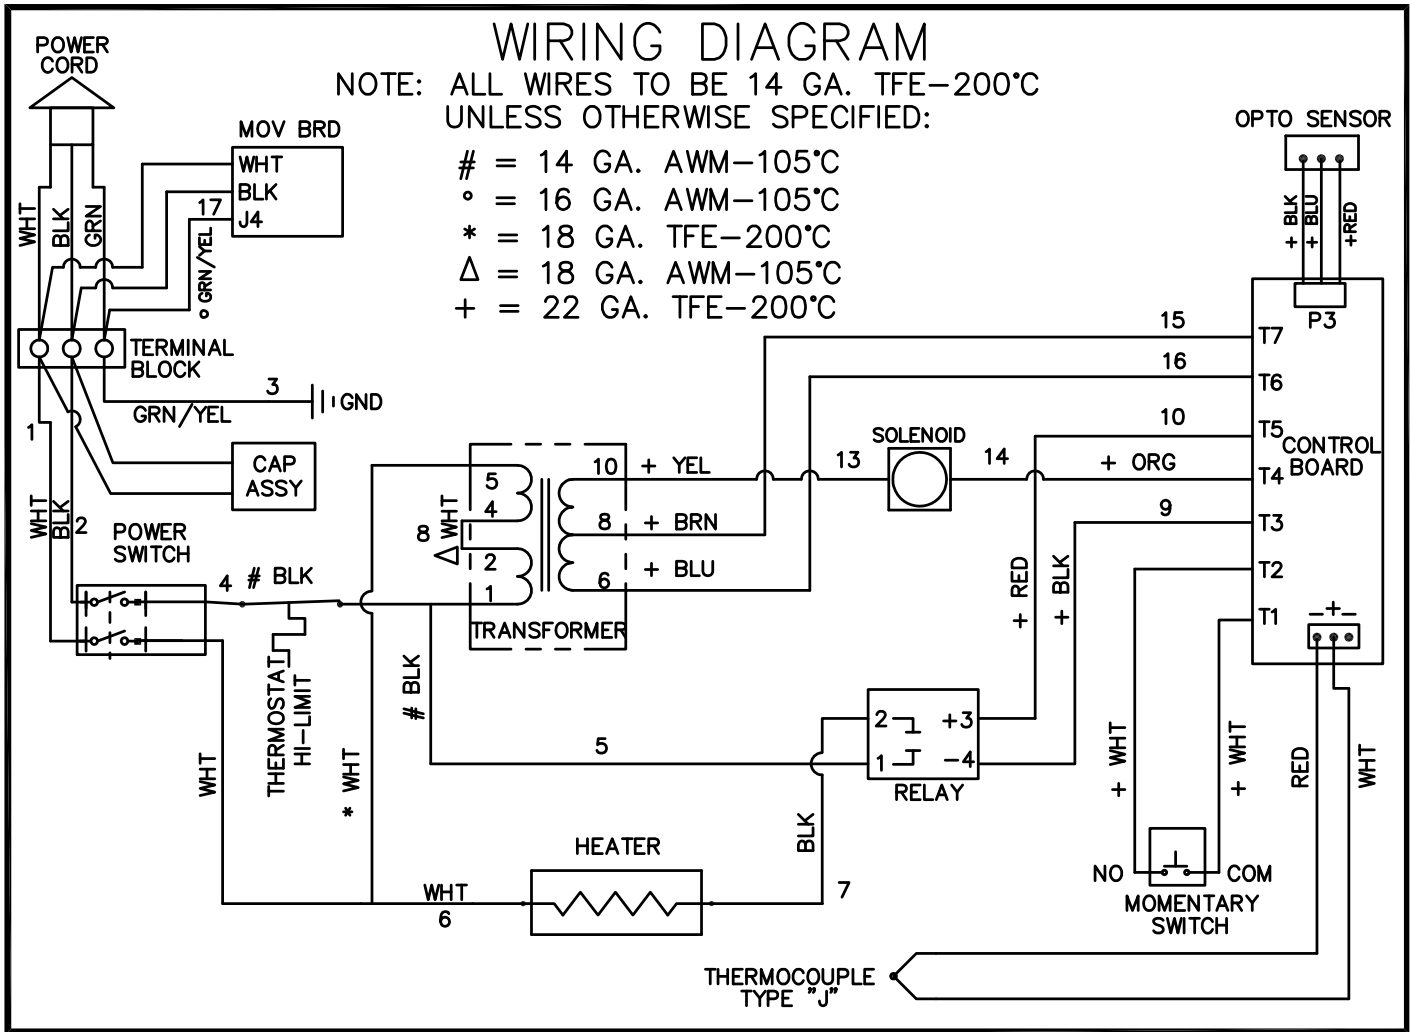 WIRING DIAGRAM
NOTE: ALL WIRES TO BE 14 GA. TFE-200°C
UNLESS OTHERWISE SPECIFIED:
# = 14 GA. AWM-105°C
° = 16 GA. AWM-105°C
* = 18 GA. TFE-200°C
Δ = 18 GA. AWM-105°C
+ = 22 GA. TFE-200°C
POWER
CORD
WHT
BLK
GRN
MOV BRD
WHT
BLK
17
J4
° GRN/YEL
TERMINAL
BLOCK
3
GRN/YEL
GND
1
CAP
ASSY
WHT
BLK
2
POWER
SWITCH
4
# BLK
THERMOSTAT
HI-LIMIT
WHT
* WHT
# BLK
5
4
2
1
8
Δ WHT
10
8
6
TRANSFORMER
+ YEL
+ BRN
+ BLU
13
SOLENOID
14
+ ORG
15
16
10
9
OPTO SENSOR
+ BLK
+ BLU
+RED
P3
T7
T6
T5
T4
T3
T2
T1
CONTROL
BOARD
- + -
+ RED
+ BLK
5
2
1
+3
-4
RELAY
BLK
7
HEATER
WHT
6
+ WHT
+ WHT
NO
COM
MOMENTARY
SWITCH
RED
WHT
THERMOCOUPLE
TYPE "J"